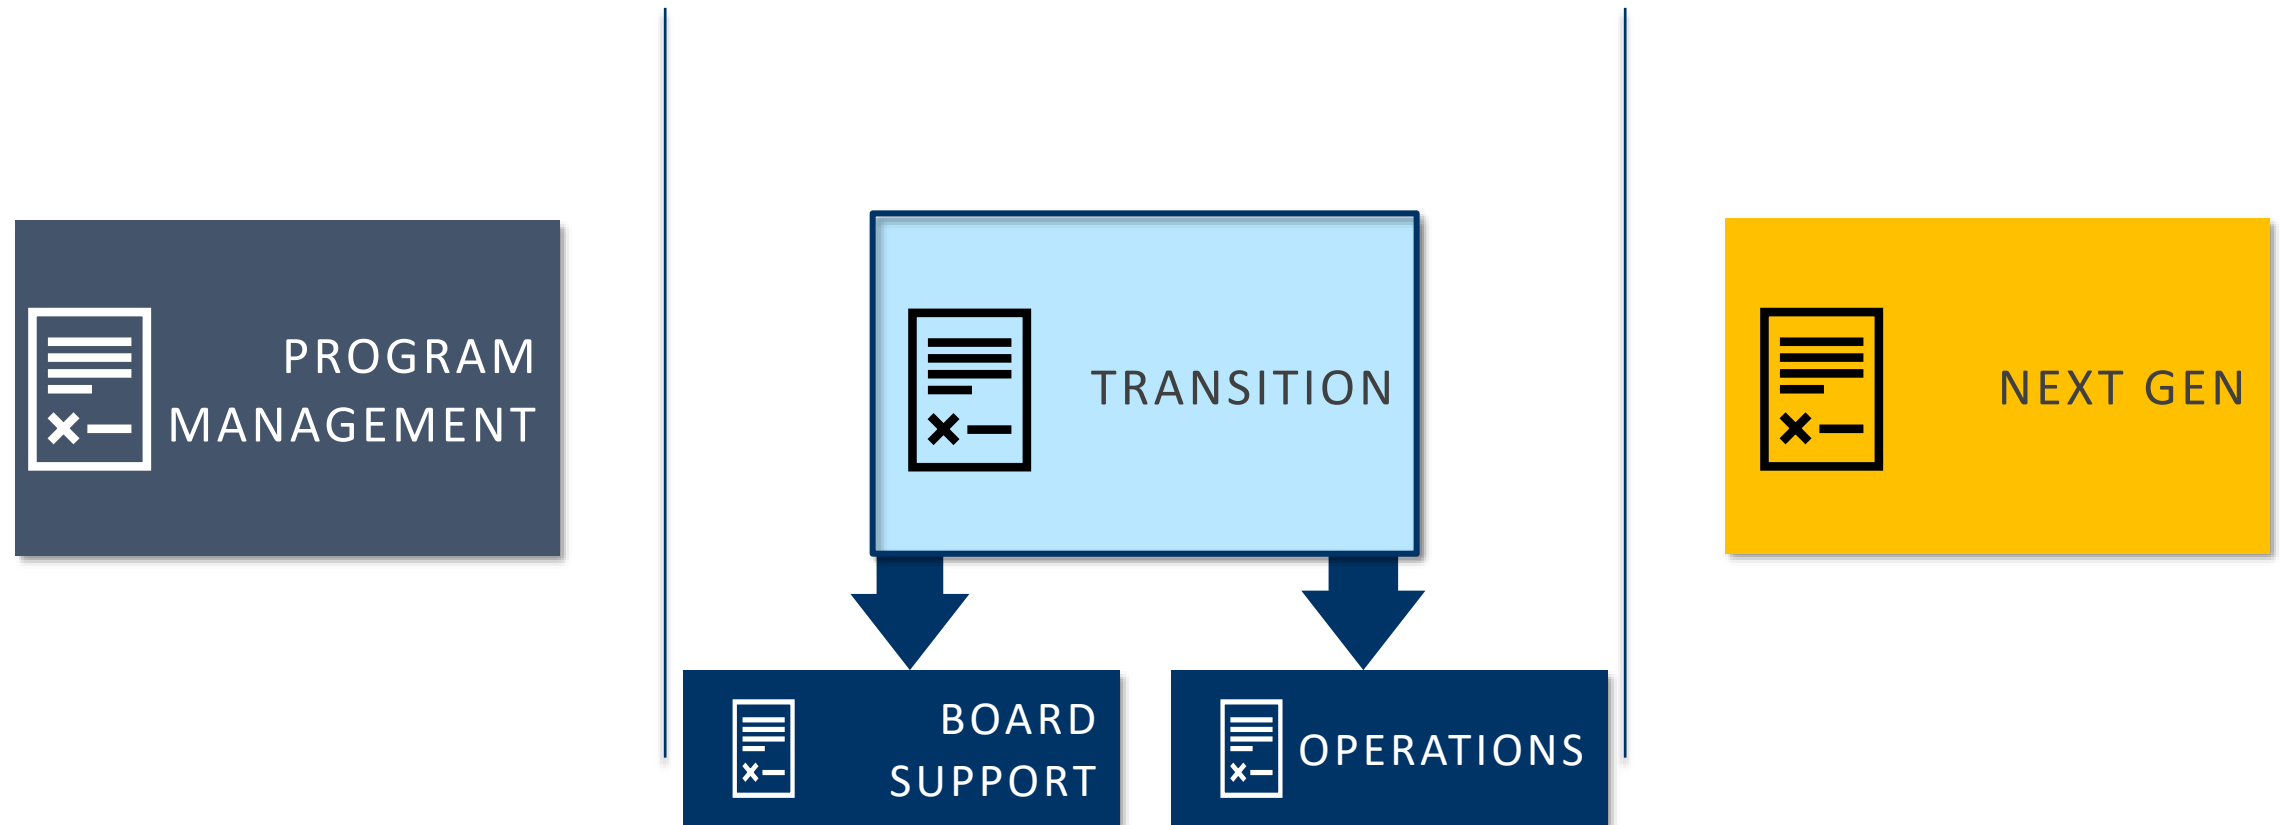 PROGRAM
MANAGEMENT
TRANSITION
NEXT GEN
BOARD
SUPPORT
OPERATIONS